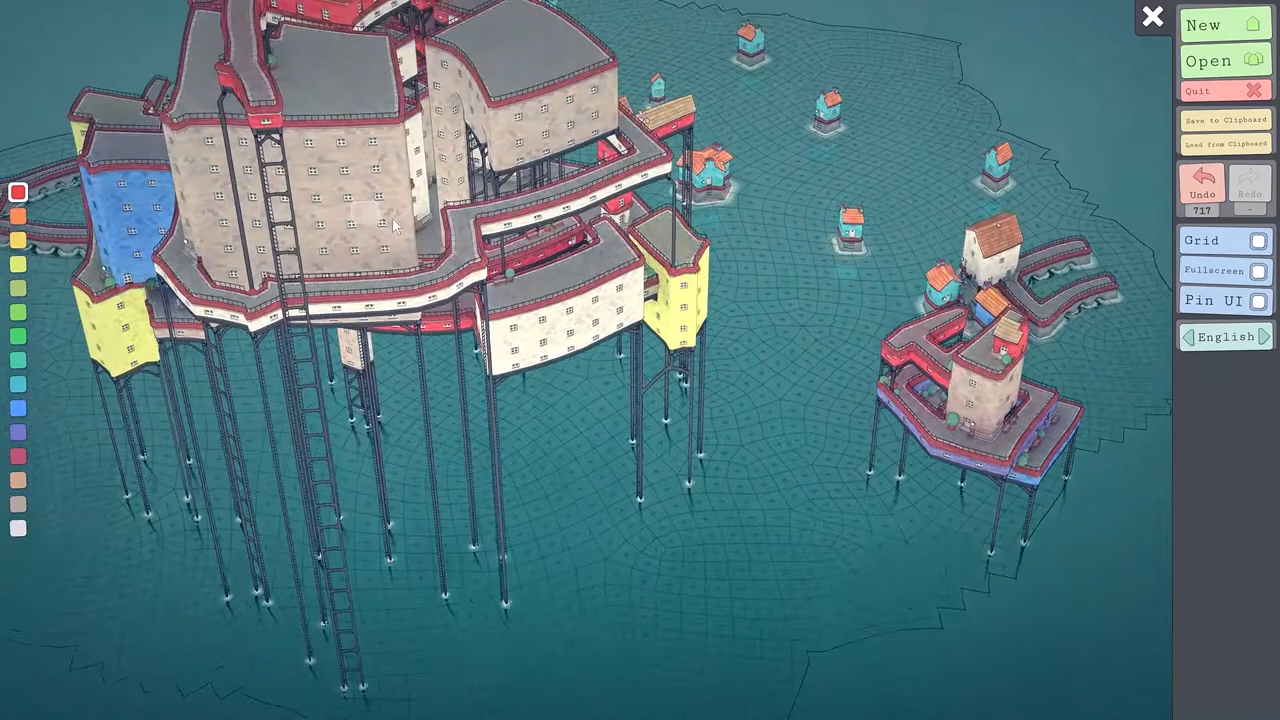 New
Open
Quit
Save to Clipboard
Load from Clipboard
Undo
Redo
717
-
Grid
Fullscreen
Pin UI
English